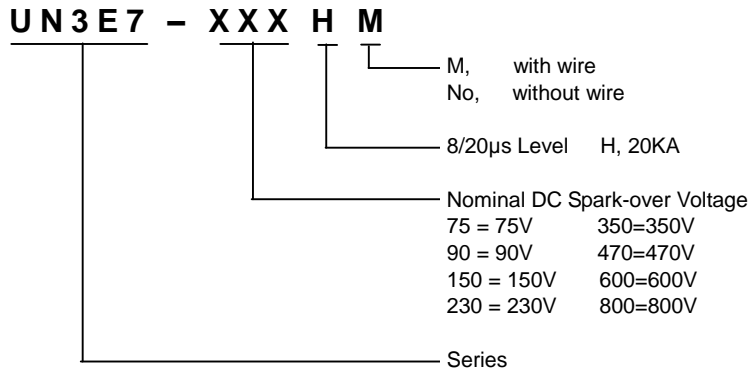 UN3E7 – XXX H M
M, with wire
No, without wire
8/20µs Level H, 20KA
Nominal DC Spark-over Voltage
75 = 75V 350=350V
90 = 90V 470=470V
150 = 150V 600=600V
230 = 230V 800=800V
Series